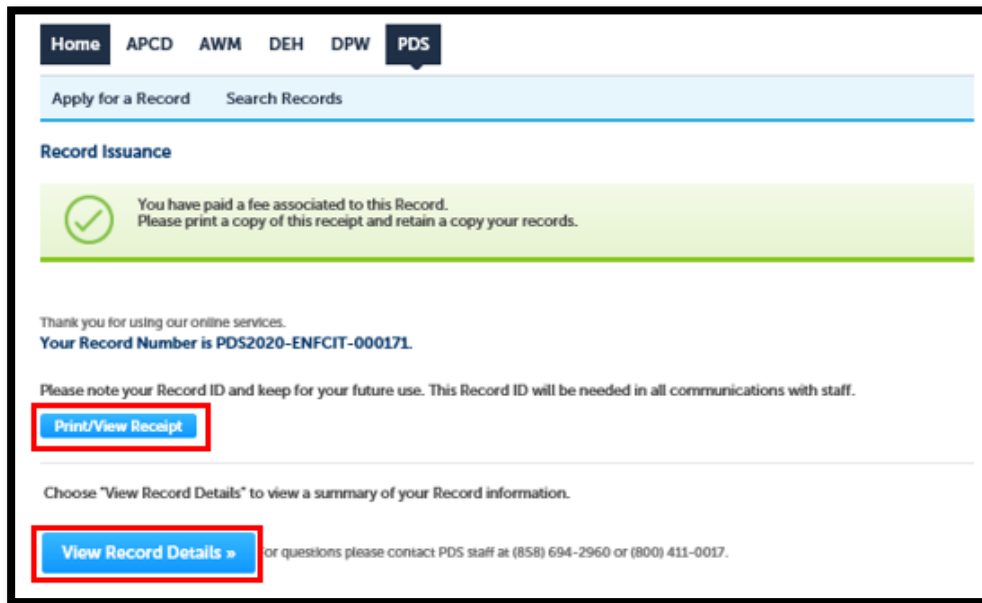 Home APCD AWM DEH DPW PDS
Apply for a Record Search Records
Record Issuance
You have paid a fee associated to this Record.
Please print a copy of this receipt and retain a copy your records.
Thank you for using our online services.
Your Record Number is PDS2020-ENFCIT-000171.
Please note your Record ID and keep for your future use. This Record ID will be needed in all communications with staff.
Print/View Receipt
Choose "View Record Details" to view a summary of your Record information.
View Record Details » or questions please contact PDS staff at (858) 694-2960 or (800) 411-0017.